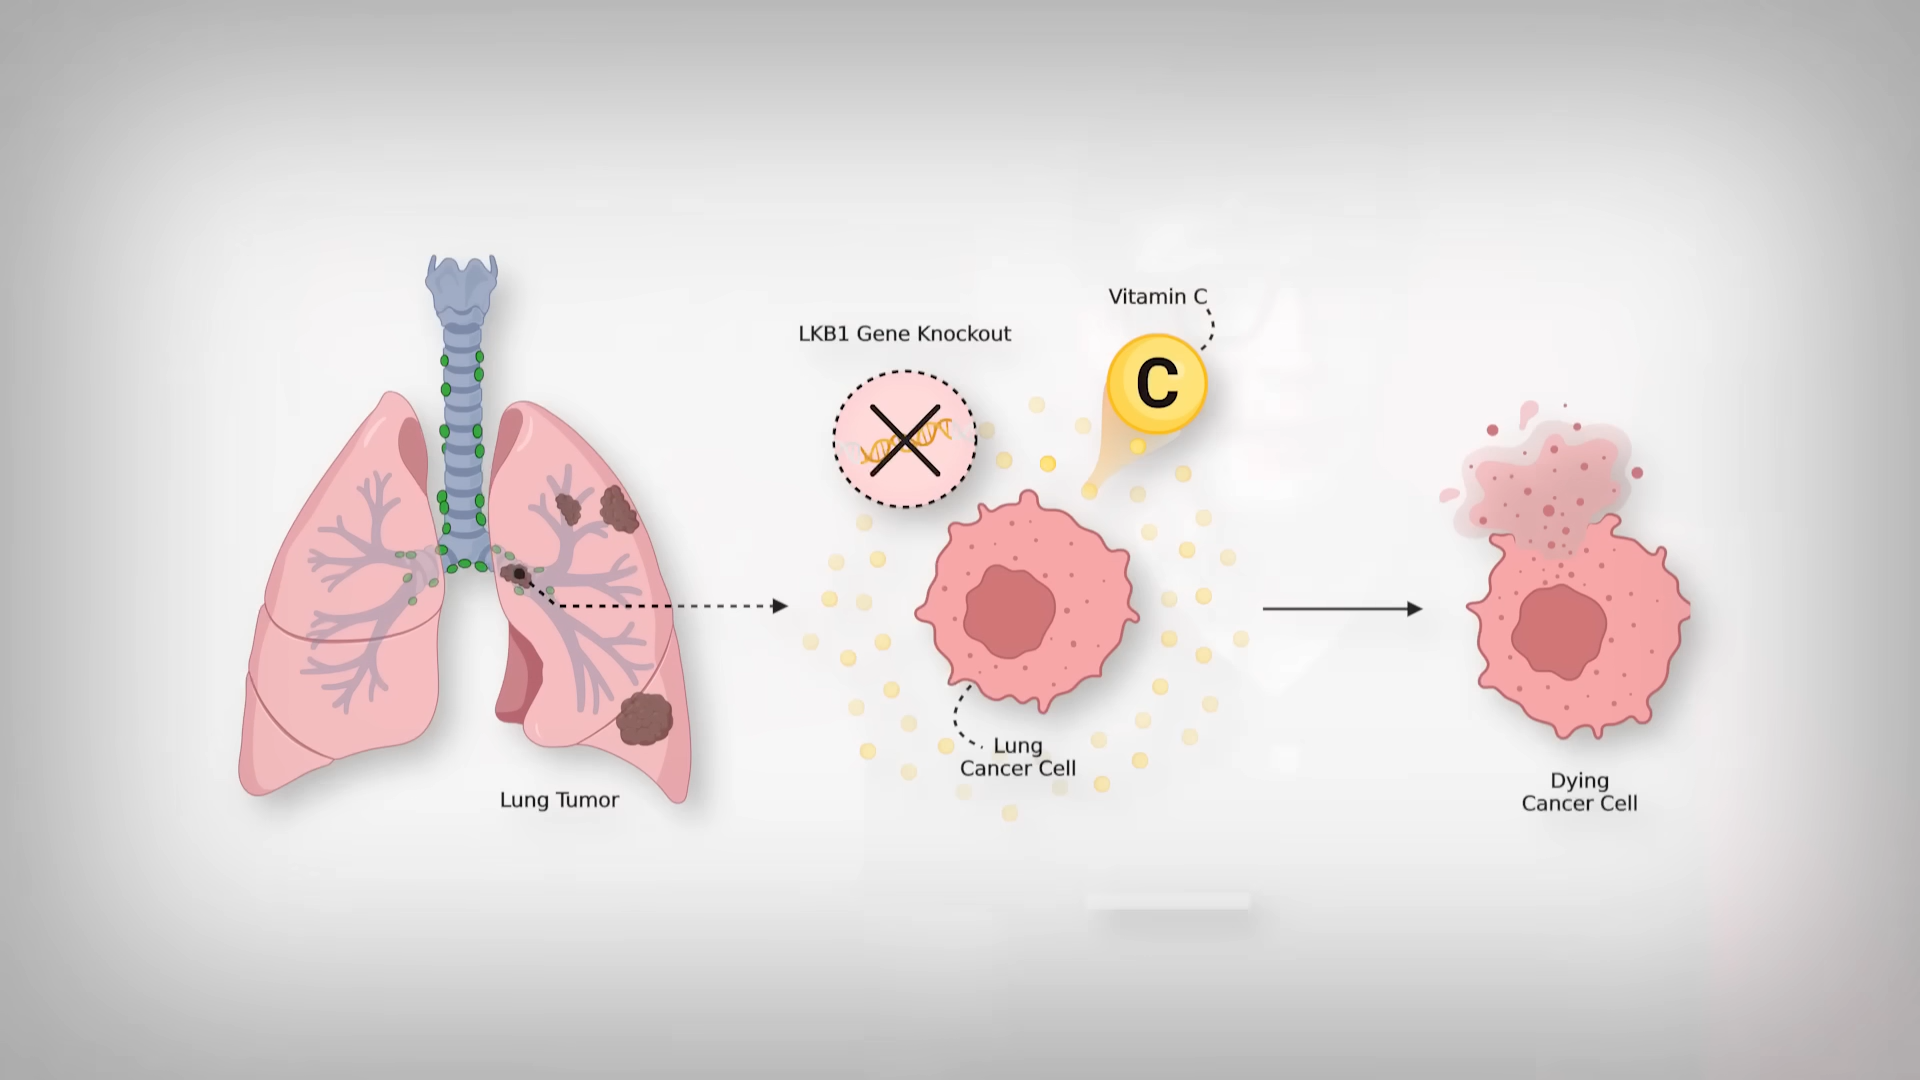 Vitamin C
LKB1 Gene Knockout
C
Lung
Cancer Cell
Lung Tumor
Dying
Cancer Cell